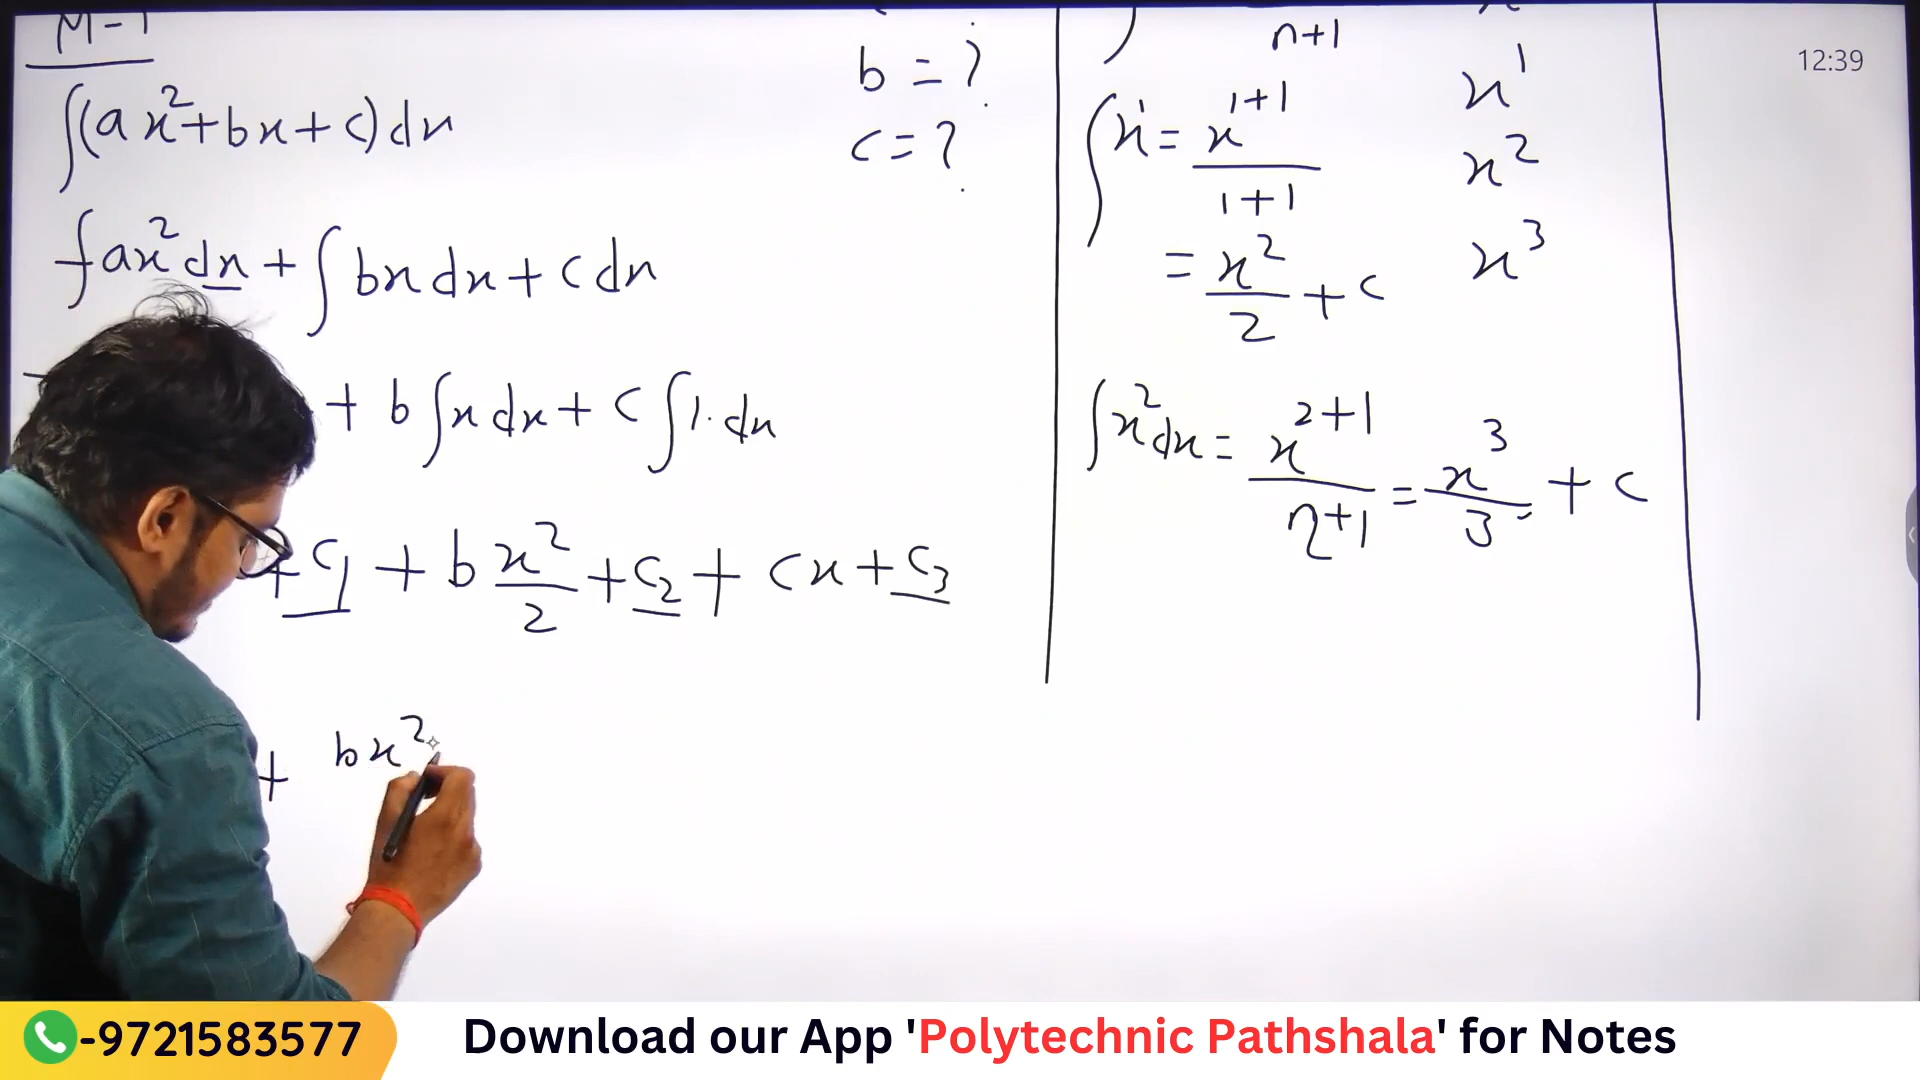 M-1
∫(ax²+bx+c)dx
∫ax²dx + ∫bxdx + cdx
+ b∫xdx + c∫1.dx
+c₁ + b x²/2 + c₂ + cx + c₃
+ bx²
b = ?
c = ?
n+1
∫x¹ = x¹⁺¹/1+1
= x²/2 + c
∫x²dx = x²⁺¹/2+1 = x³/3 + c
x¹
x²
x³
12:39
-9721583577
Download our App 'Polytechnic Pathshala' for Notes